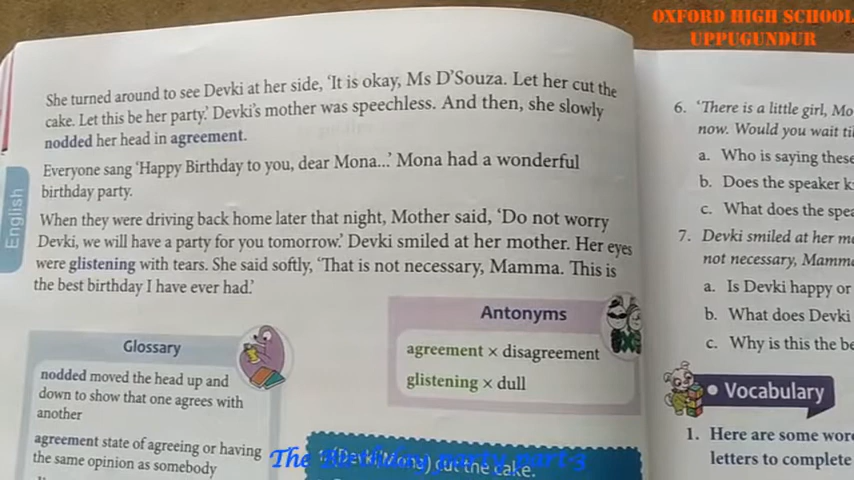 OXFORD HIGH SCHOOL
UPPUGUNDUR
She turned around to see Devki at her side, 'It is okay, Ms D'Souza. Let her cut the
cake. Let this be her party.' Devki's mother was speechless. And then, she slowly
nodded her head in agreement.
Everyone sang 'Happy Birthday to you, dear Mona...' Mona had a wonderful
birthday party.
When they were driving back home later that night, Mother said, 'Do not worry
Devki, we will have a party for you tomorrow.' Devki smiled at her mother. Her eyes
were glistening with tears. She said softly, 'That is not necessary, Mamma. This is
the best birthday I have ever had.'
English
Glossary
nodded moved the head up and
down to show that one agrees with
another
agreement state of agreeing or having
the same opinion as somebody
Antonyms
agreement × disagreement
glistening × dull
(Devki/Mona) cut the cake.
The Birthday party part-3
6. 'There is a little girl, Mo
now. Would you wait til
a. Who is saying these
b. Does the speaker k
c. What does the spea
7. Devki smiled at her m
not necessary, Mamma
a. Is Devki happy or
b. What does Devki
c. Why is this the be
Vocabulary
1. Here are some wor
letters to complete